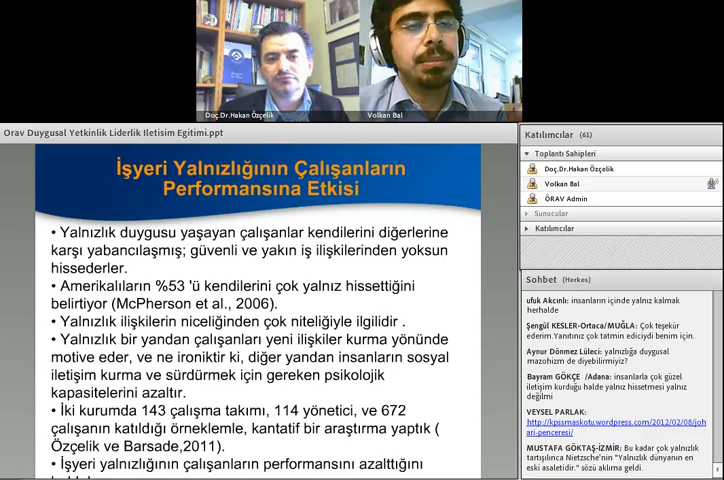 Doç.Dr.Hakan Özçelik
Volkan Bal
Orav Duygusal Yetkinlik Liderlik Iletisim Egitimi.ppt
İşyeri Yalnızlığının Çalışanların
Performansına Etkisi
• Yalnızlık duygusu yaşayan çalışanlar kendilerini diğerlerine
karşı yabancılaşmış; güvenli ve yakın iş ilişkilerinden yoksun
hissederler.
• Amerikalıların %53 'ü kendilerini çok yalnız hissettiğini
belirtiyor (McPherson et al., 2006).
• Yalnızlık ilişkilerin niceliğinden çok niteliğiyle ilgilidir .
• Yalnızlık bir yandan çalışanları yeni ilişkiler kurma yönünde
motive eder, ve ne ironiktir ki, diğer yandan insanların sosyal
iletişim kurma ve sürdürmek için gereken psikolojik
kapasitelerini azaltır.
• İki kurumda 143 çalışma takımı, 114 yönetici, ve 672
çalışanın katıldığı örneklemle, kantatif bir araştırma yaptık (
Özçelik ve Barsade,2011).
• İşyeri yalnızlığının çalışanların performansını azalttığını
Katılımcılar (61)
Toplantı Sahipleri
Doç.Dr.Hakan Özçelik
Volkan Bal
ÖRAV Admin
Sunucular
Katılımcılar
Sohbet (Herkes)
ufuk Akcınlı: insanların içinde yalnız kalmak
herhalde
Şengül KESLER-Ortaca/MUĞLA: Çok teşekür
ederim.Yanıtınız çok tatmin ediciydi benim için.
Aynur Dönmez Lüleci: yalnızlığa duygusal
mazohizm de diyebilirmiyiz?
Bayram GÖKÇE /Adana: insanlarla çok güzel
iletişim kurduğu halde yalnız hissetmesi yalnız
değilmi
VEYSEL PARLAK:
http://kpssmaskotu.wordpress.com/2012/02/08/joh
ari-penceresi/
MUSTAFA GÖKTAŞ-İZMİR: Bu kadar çok yalnızlık
tartışılınca Nietzsche'nin "Yalnızlık dünyanın en
eski asaletidir." sözü aklıma geldi.